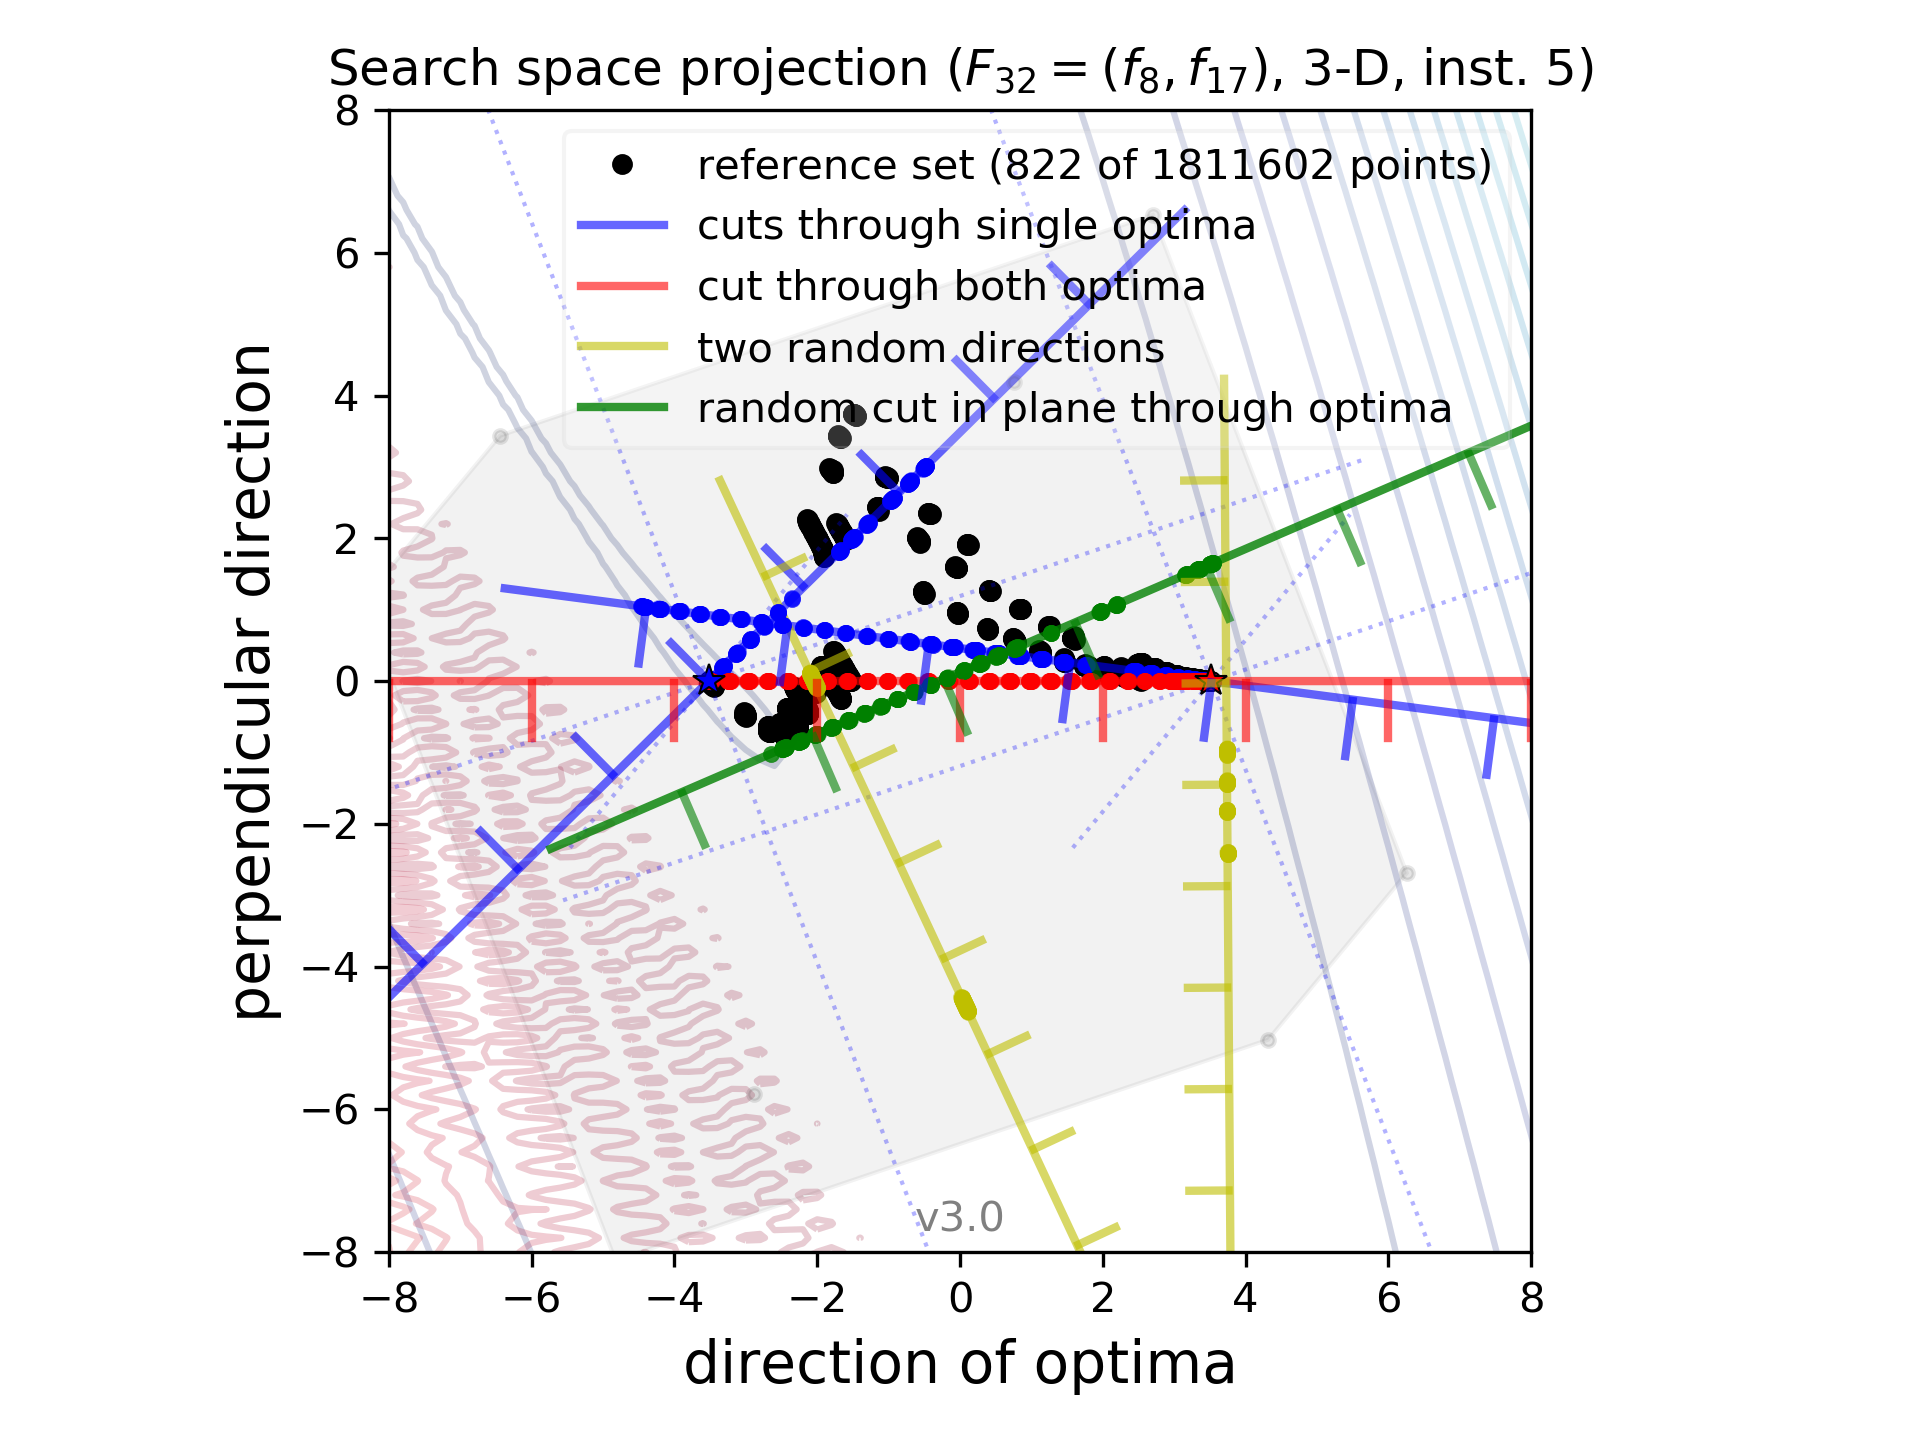 Search space projection (F32 = (f8, f17), 3-D, inst. 5)
reference set (822 of 1811602 points)
cuts through single optima
cut through both optima
two random directions
random cut in plane through optima
perpendicular direction
8
6
4
2
0
−2
−4
−6
−8
v3.0
−8 −6 −4 −2 0 2 4 6 8
direction of optima